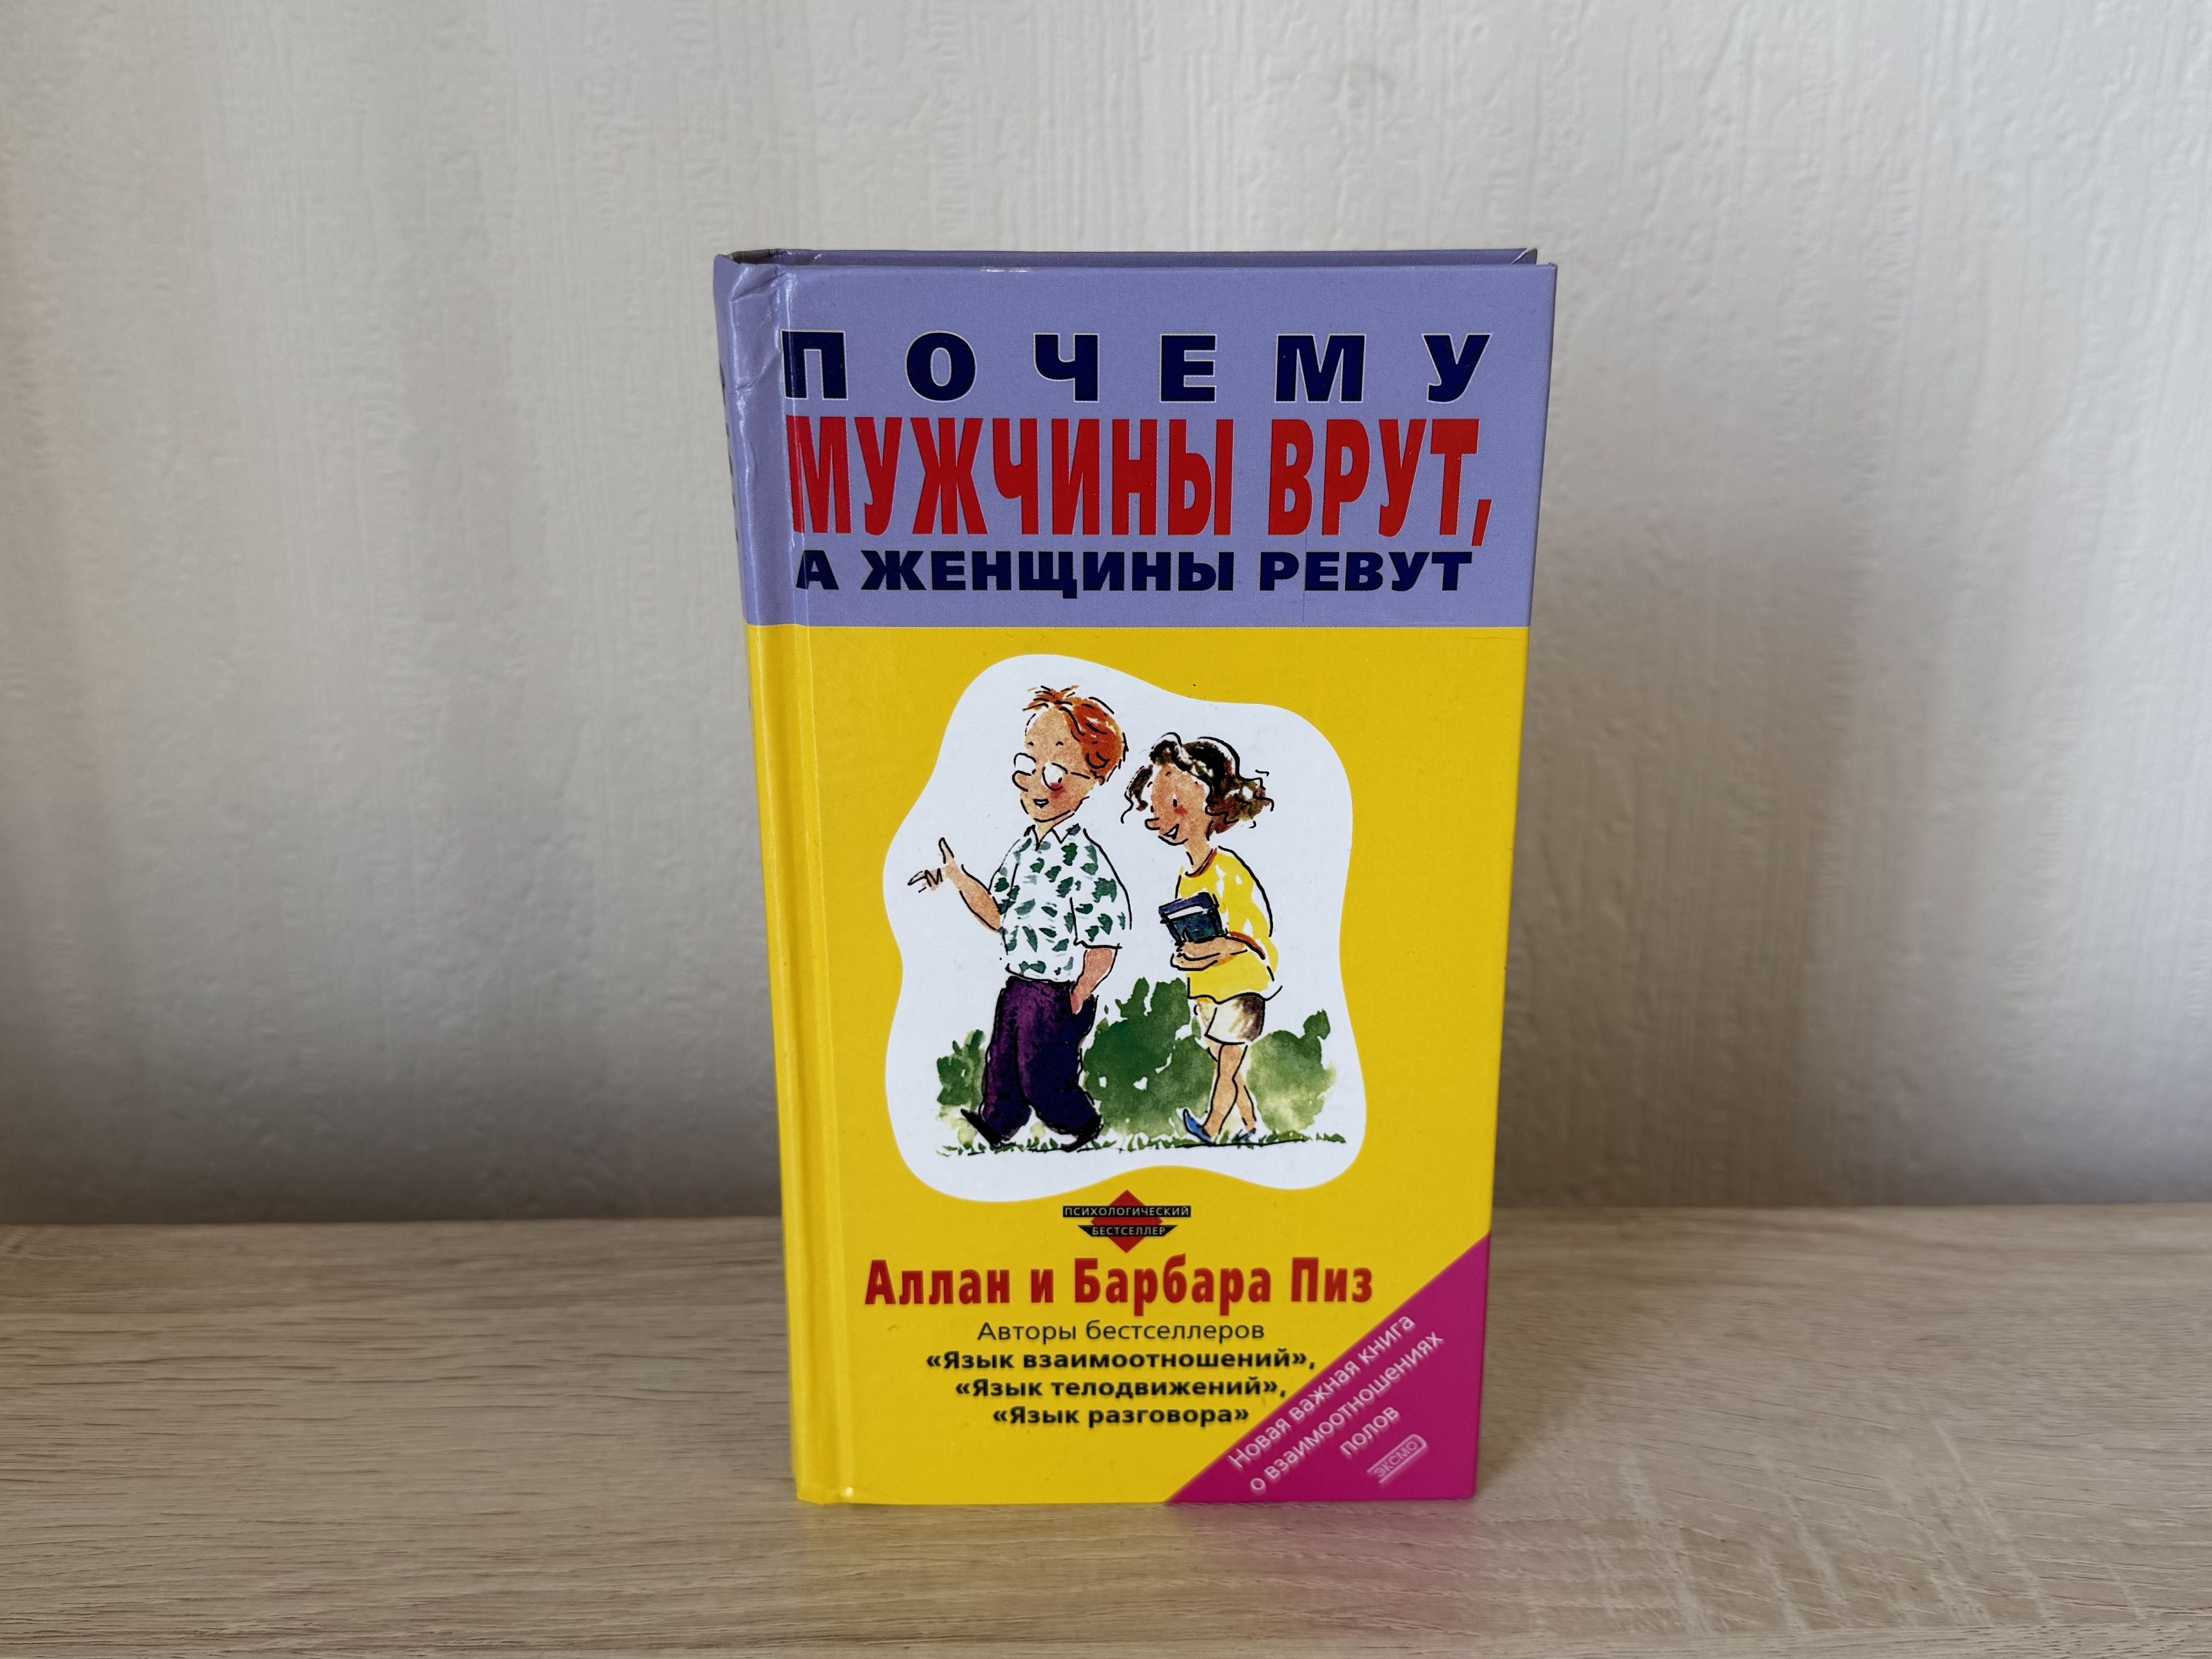 ПОЧЕМУ
МУЖЧИНЫ ВРУТ,
А ЖЕНЩИНЫ РЕВУТ
ПСИХОЛОГИЧЕСКИЙ
БЕСТСЕЛЛЕР
Аллан и Барбара Пиз
Авторы бестселлеров
«Язык взаимоотношений»,
«Язык телодвижений»,
«Язык разговора»
Новая важная книга
о взаимоотношениях
полов
ЭКСМО